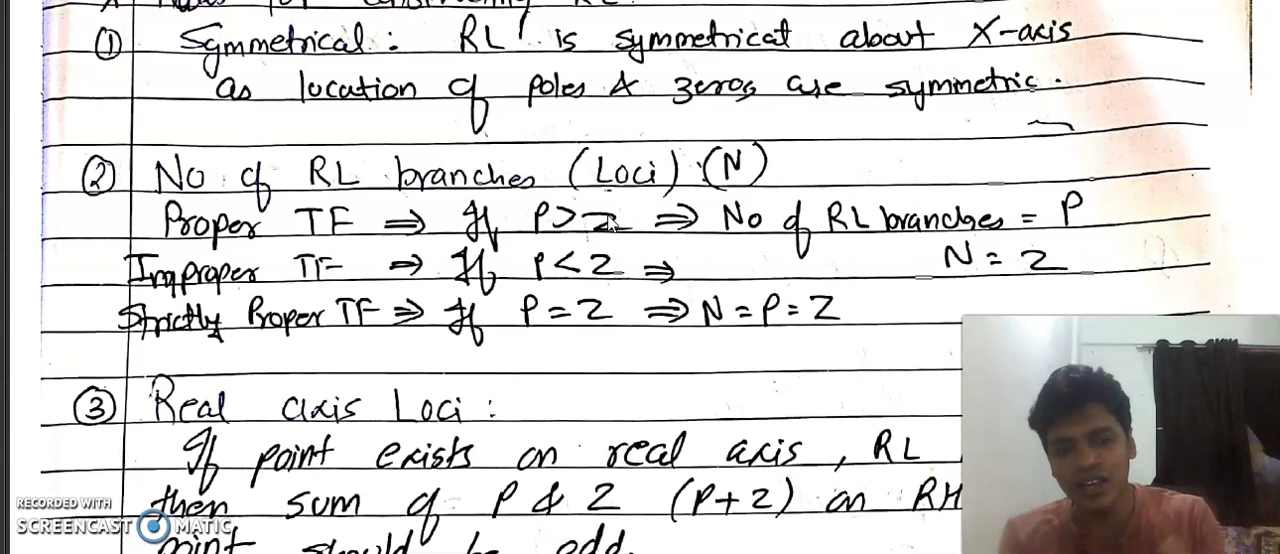 ① Symmetrical : RL is symmetrical about X-axis
as location of poles & zeros are symmetric.
② No of RL branches (Loci) (N)
Proper TF ⇒ If P > Z ⇒ No of RL branches = P
Improper TF ⇒ If P < Z ⇒ N = Z
Strictly Proper TF ⇒ If P = Z ⇒ N = P = Z
③ Real axis Loci :
If point exists on real axis, RL
then sum of P & Z (P+Z) on RH
point should be odd.
RECORDED WITH
SCREENCAST MATIC